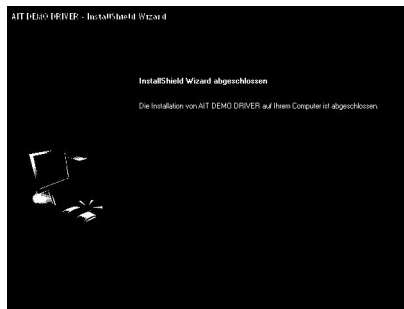 AIT DEMO DRIVER - InstallShield Wizard
InstallShield Wizard abgeschlossen
Die Installation von AIT DEMO DRIVER auf Ihrem Computer ist abgeschlossen.